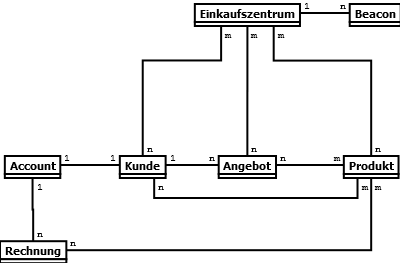 Einkaufszentrum 1 n Beacon
m m m
n n n
Account 1 1 Kunde 1 n Angebot n m Produkt
1 n m m
n
Rechnung n